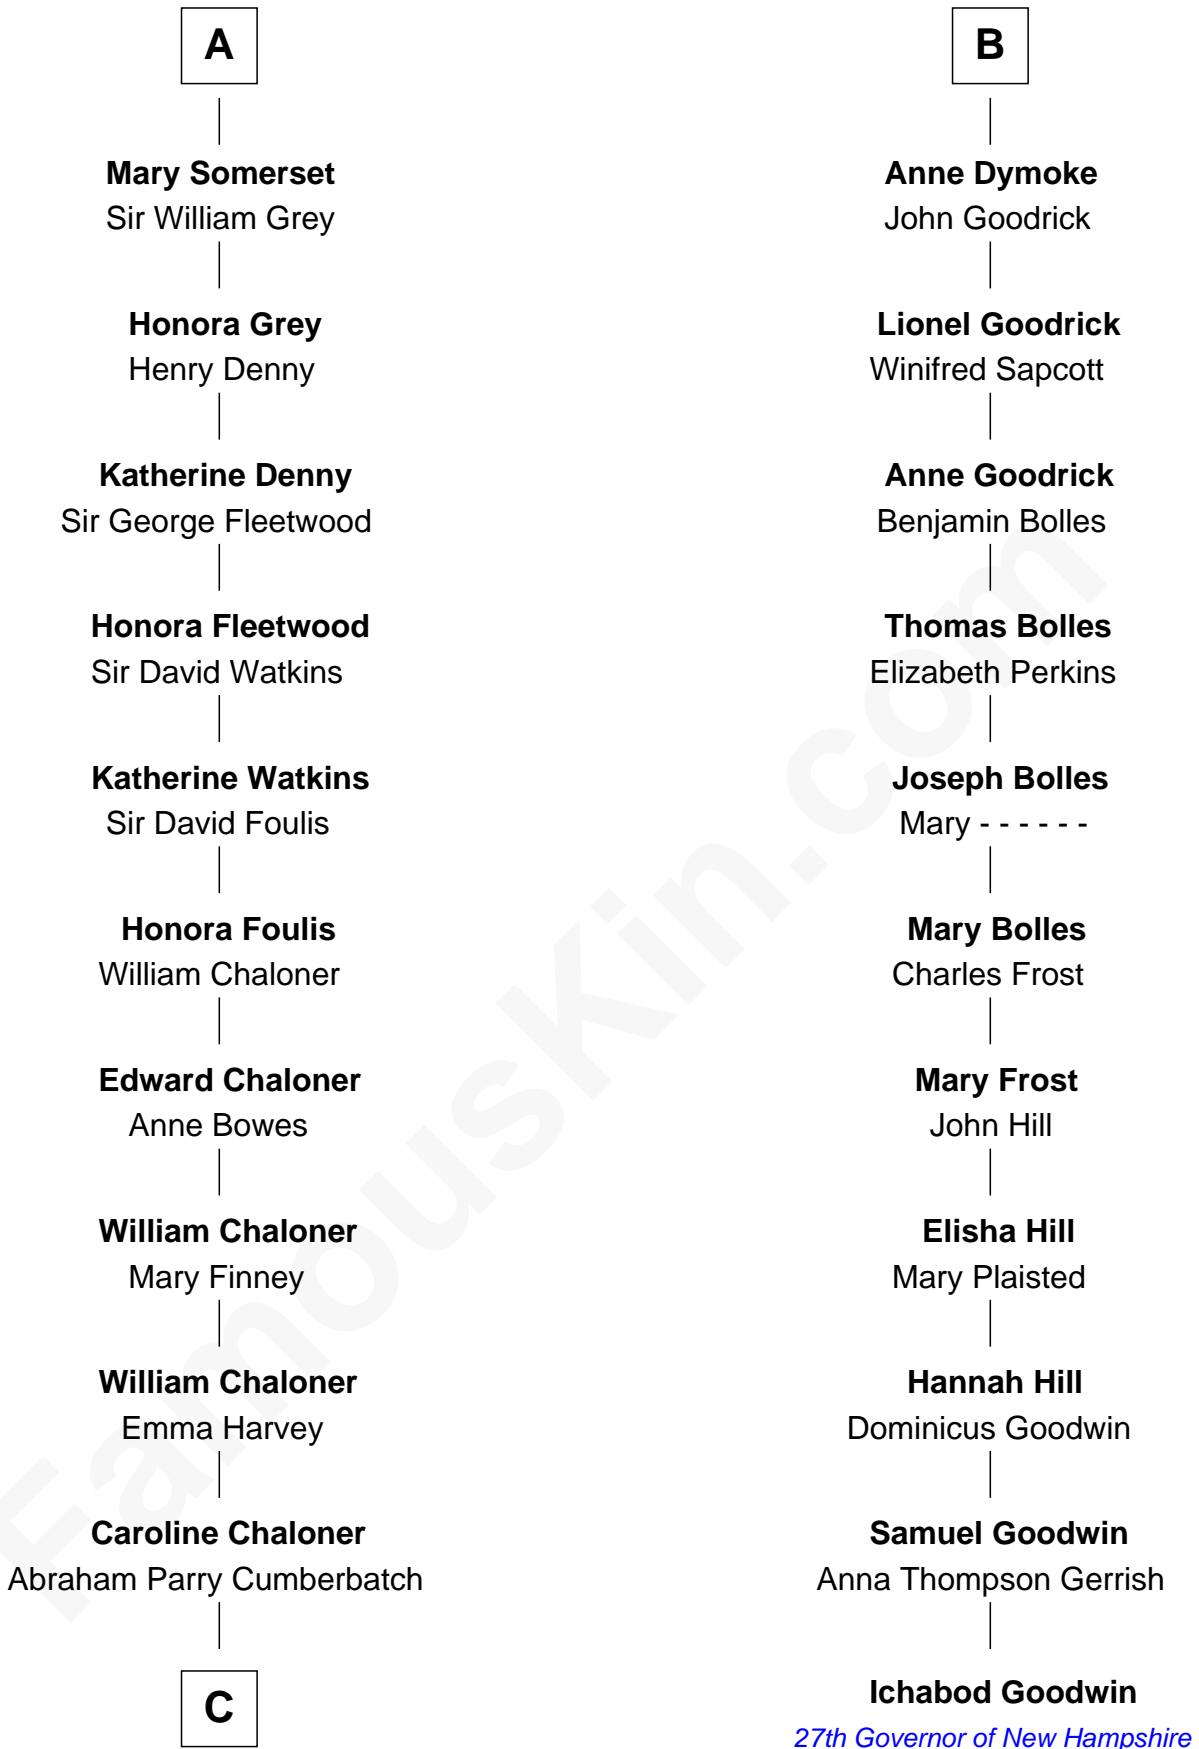 A
Mary Somerset
Sir William Grey
Honora Grey
Henry Denny
Katherine Denny
Sir George Fleetwood
Honora Fleetwood
Sir David Watkins
Katherine Watkins
Sir David Foulis
Honora Foulis
William Chaloner
Edward Chaloner
Anne Bowes
William Chaloner
Mary Finney
William Chaloner
Emma Harvey
Caroline Chaloner
Abraham Parry Cumberbatch
C
B
Anne Dymoke
John Goodrick
Lionel Goodrick
Winifred Sapcott
Anne Goodrick
Benjamin Bolles
Thomas Bolles
Elizabeth Perkins
Joseph Bolles
Mary - - - - - -
Mary Bolles
Charles Frost
Mary Frost
John Hill
Elisha Hill
Mary Plaisted
Hannah Hill
Dominicus Goodwin
Samuel Goodwin
Anna Thompson Gerrish
Ichabod Goodwin
27th Governor of New Hampshire
FamousKin.com